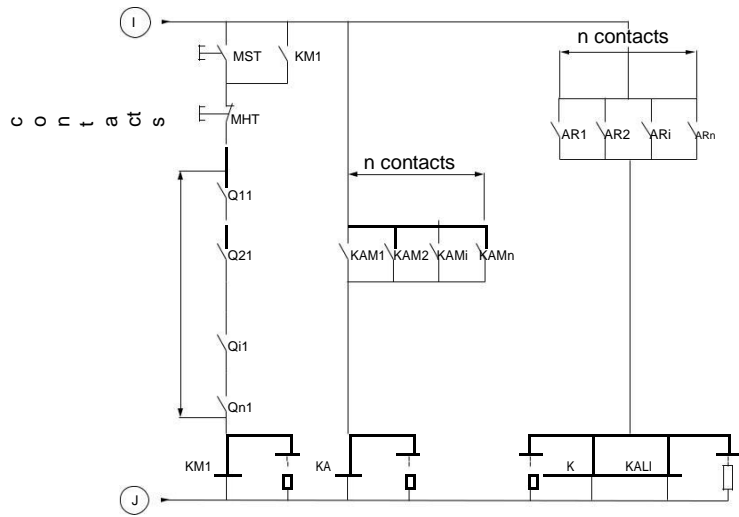 I
n contacts
MST
KM1
MHT
c o n t a ct s
AR1 AR2 ARi ARn
n contacts
Q11
Q21
KAM1 KAM2 KAMi KAMn
Qi1
Qn1
KM1
KA
K
KALI
J